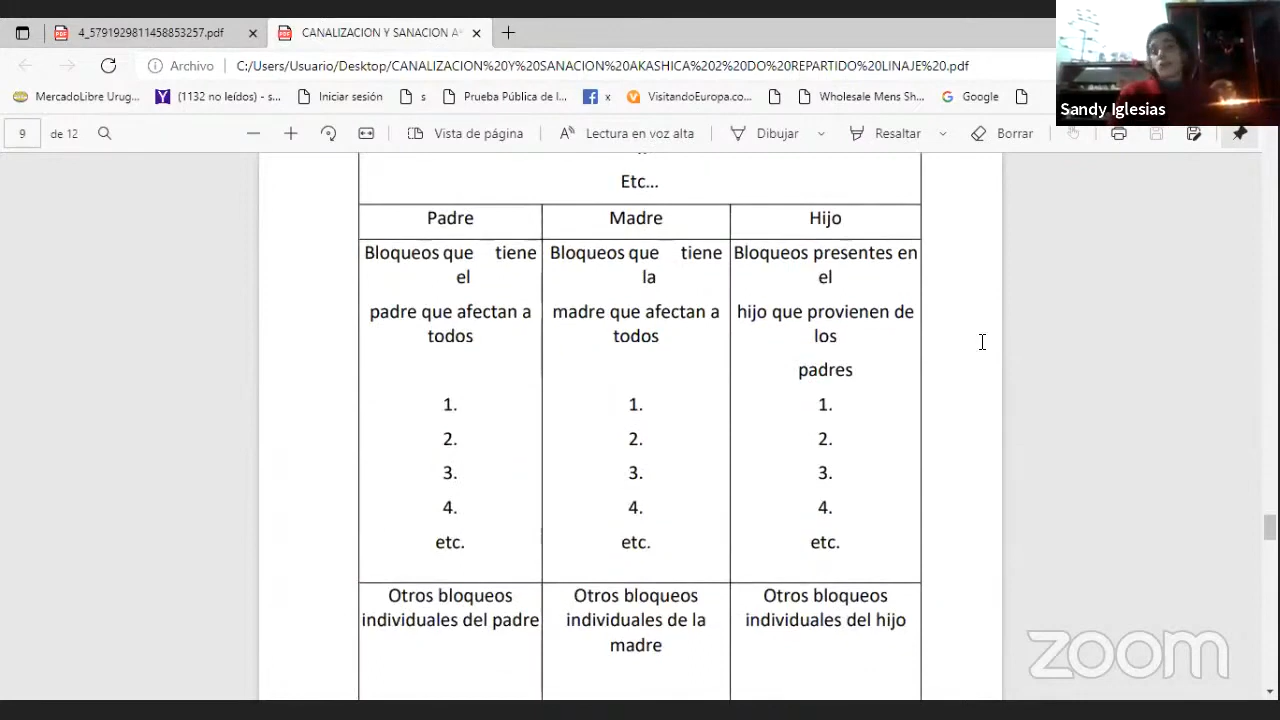 4_5791929811458853257.pdf
CANALIZACION Y SANACION A
Archivo
C:/Users/Usuario/Desktop/CANALIZACION%20Y%20SANACION%20AKASHICA%202%20DO%20REPARTIDO%20LINAJE%20.pdf
MercadoLibre Urug...
(1132 no leídos) - s...
Iniciar sesión
s
Prueba Pública de l...
x
VisitandoEuropa.co...
Wholesale Mens Sh...
Google
Sandy Iglesias
9 de 12
Vista de página
Lectura en voz alta
Dibujar
Resaltar
Borrar
Etc...
Padre Madre Hijo
Bloqueos que tiene
el
padre que afectan a
todos
1.
2.
3.
4.
etc.
Bloqueos que tiene
la
madre que afectan a
todos
1.
2.
3.
4.
etc.
Bloqueos presentes en
el
hijo que provienen de
los
padres
1.
2.
3.
4.
etc.
Otros bloqueos
individuales del padre
Otros bloqueos
individuales de la
madre
Otros bloqueos
individuales del hijo
zoom